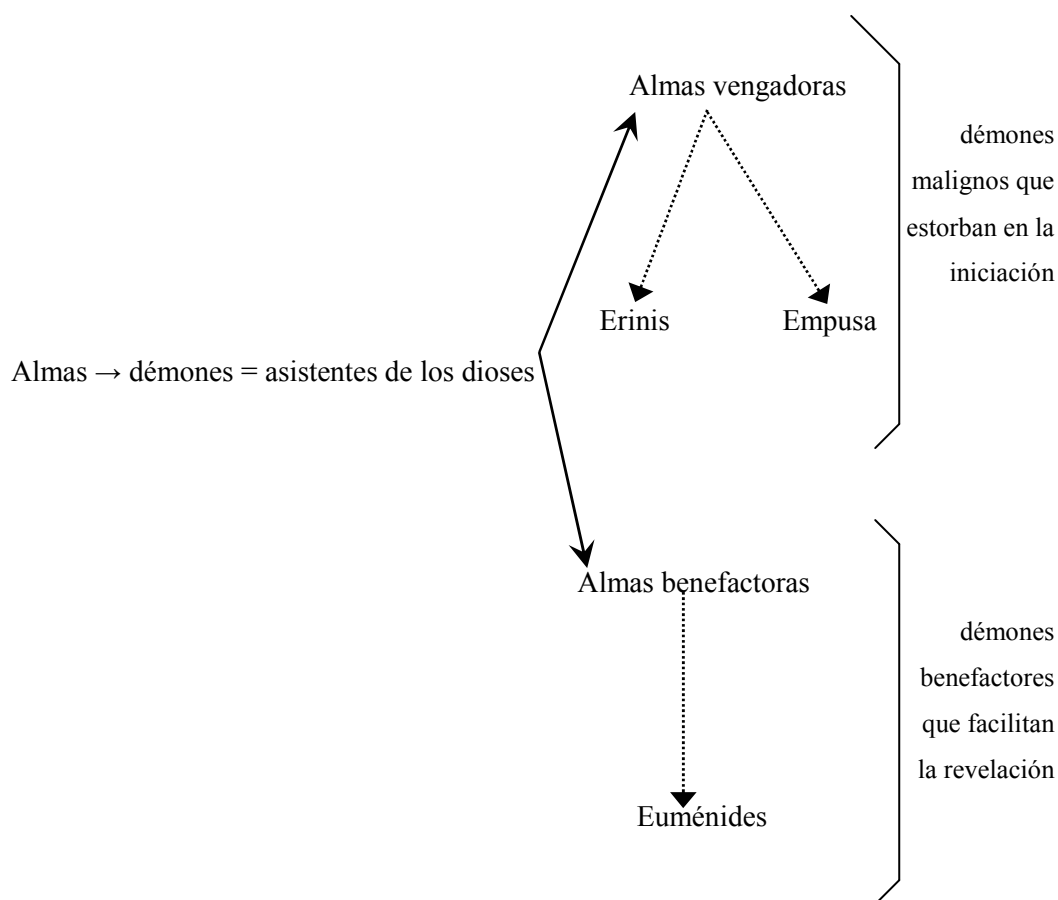 Almas vengadoras
démones
malignos que
estorban en la
iniciación
Erinis
Empusa
Almas → démones = asistentes de los dioses
Almas benefactoras
démones
benefactores
que facilitan
la revelación
Euménides